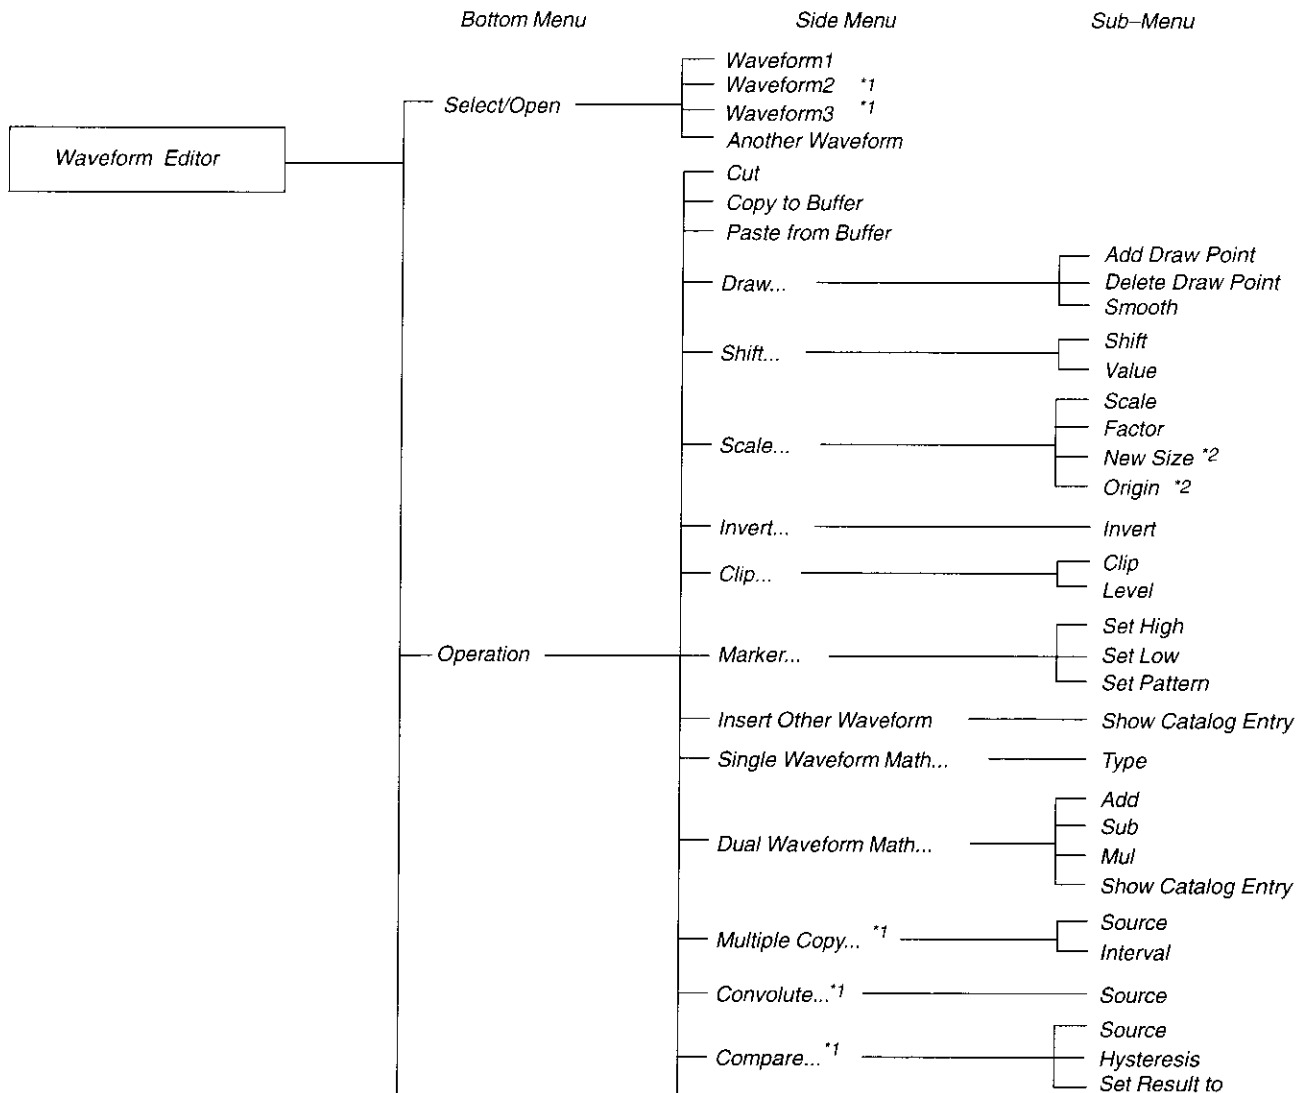 Bottom Menu Side Menu Sub-Menu
Waveform1
Waveform2 *1
Select/Open
Waveform3 *1
Another Waveform
Waveform Editor
Cut
Copy to Buffer
Paste from Buffer
Add Draw Point
Draw... Delete Draw Point
Smooth
Shift
Shift...
Value
Scale
Factor
Scale...
New Size *2
Origin *2
Invert... Invert
Clip
Clip...
Level
Set High
Operation Marker... Set Low
Set Pattern
Insert Other Waveform Show Catalog Entry
Single Waveform Math... Type
Add
Sub
Dual Waveform Math...
Mul
Show Catalog Entry
Source
Multiple Copy... *1
Interval
Convolute...*1 Source
Source
Compare...*1 Hysteresis
Set Result to